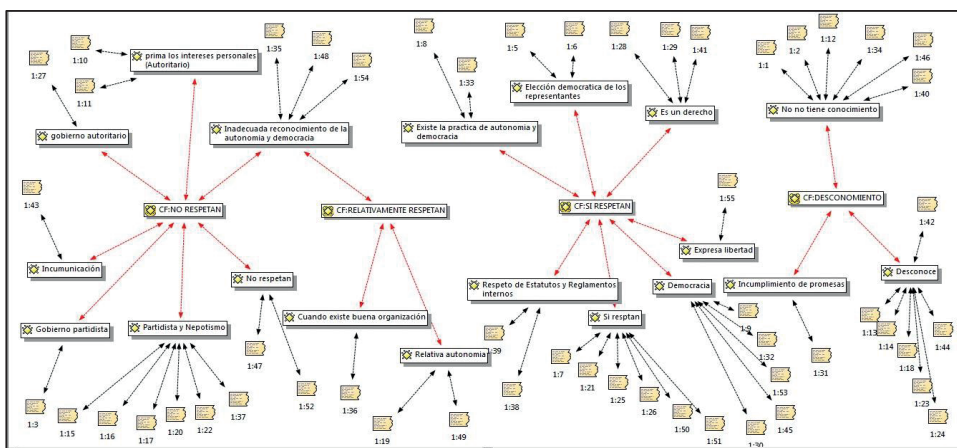 1:27
1:10
1:11
prima los intereses personales
(Autoritario)
1:35
1:48
1:54
1:8
1:33
1:5
1:6
1:28
1:29
1:41
1:1
1:2
1:12
1:34
1:46
1:40
gobierno autoritario
Inadecuada reconocimiento de la
autonomia y democracia
Existe la practica de autonomia y
democracia
Elección democratica de los
representantes
Es un derecho
No no tiene conocimiento
1:43
CF:NO RESPETAN
CF:RELATIVAMENTE RESPETAN
CF:SI RESPETAN
1:55
CF:DESCONOMIENTO
1:42
Incumunicación
No respetan
Expresa libertad
Respeto de Estatutos y Reglamentos
internos
Democracia
Incumplimiento de promesas
Desconoce
Gobierno partidista
Partidista y Nepotismo
Cuando existe buena organización
Si resptan
Relativa autonomia
1:3
1:15
1:16
1:17
1:20
1:22
1:37
1:47
1:52
1:36
1:19
1:49
1:39
1:38
1:7
1:21
1:25
1:26
1:50
1:51
1:30
1:45
1:53
1:32
1:9
1:31
1:13
1:14
1:18
1:23
1:24
1:44